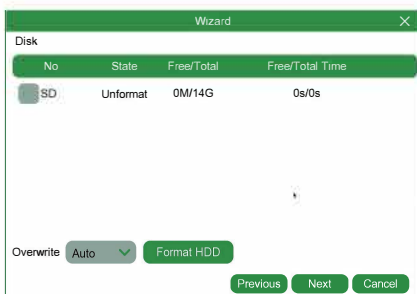 Wizard
Disk
No State Free/Total Free/Total Time
SD Unformat 0M/14G 0s/0s
Overwrite Auto Format HDD
Previous Next Cancel